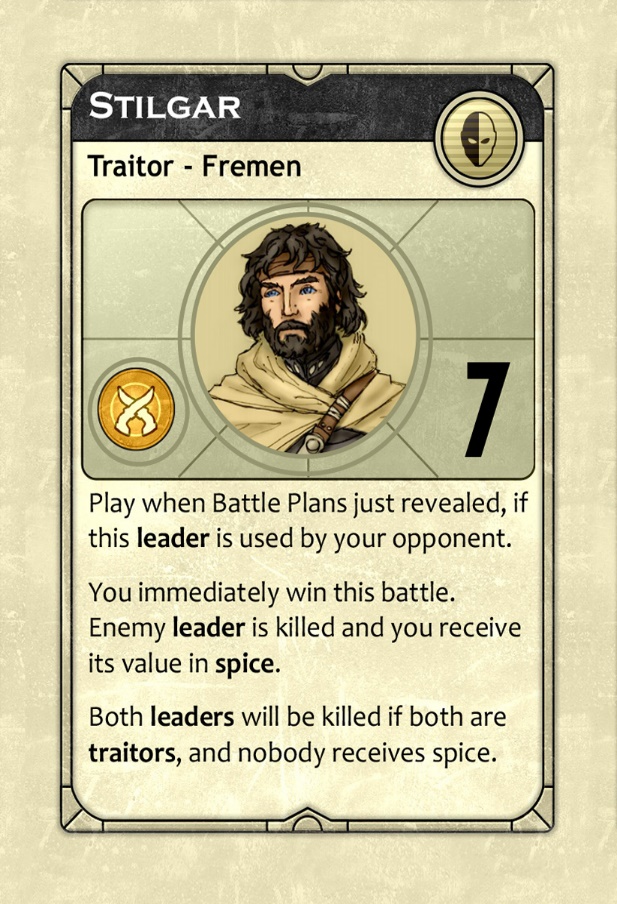 Stilgar
Traitor - Fremen
7
Play when Battle Plans just revealed, if
this leader is used by your opponent.
You immediately win this battle.
Enemy leader is killed and you receive
its value in spice.
Both leaders will be killed if both are
traitors, and nobody receives spice.